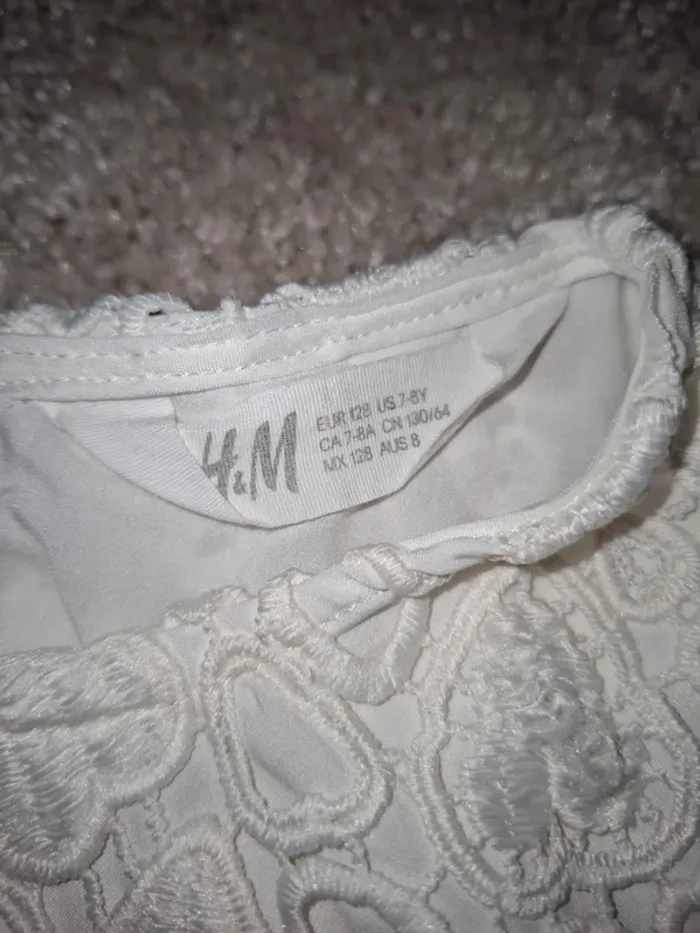 H&M
EUR 128 US 7-8Y
CA 7-8A CN 130/64
MX 128 AUS 8